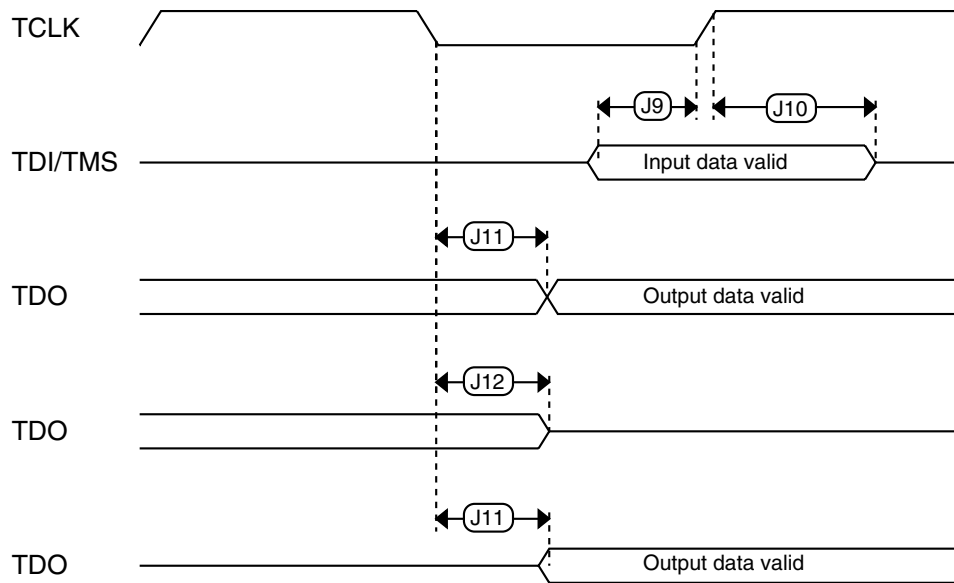 TCLK
J9
J10
TDI/TMS
Input data valid
J11
TDO
Output data valid
J12
TDO
J11
TDO
Output data valid